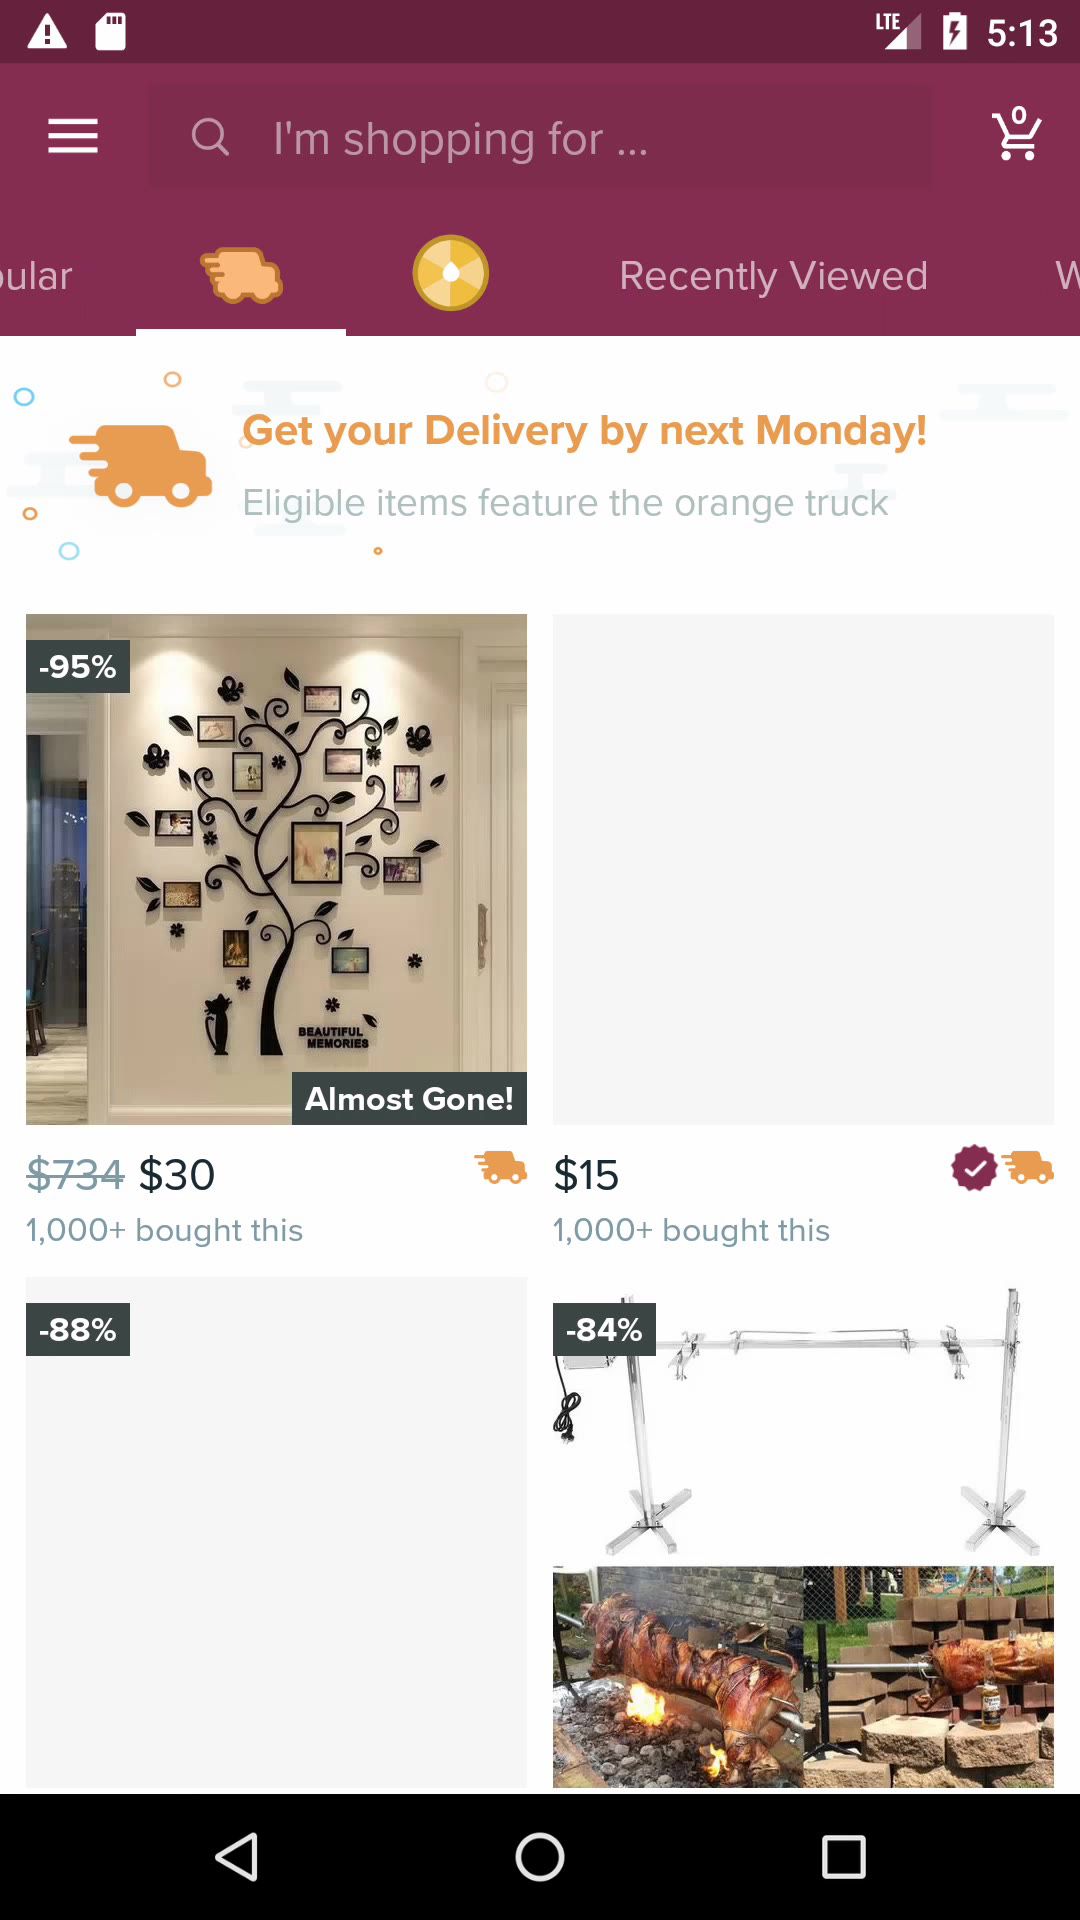 LTE 5:13
I'm shopping for ...
0
pular
Recently Viewed
W
Get your Delivery by next Monday!
Eligible items feature the orange truck
-95%
BEAUTIFUL
MEMORIES
Almost Gone!
$734 $30
$15
1,000+ bought this
1,000+ bought this
-88%
-84%